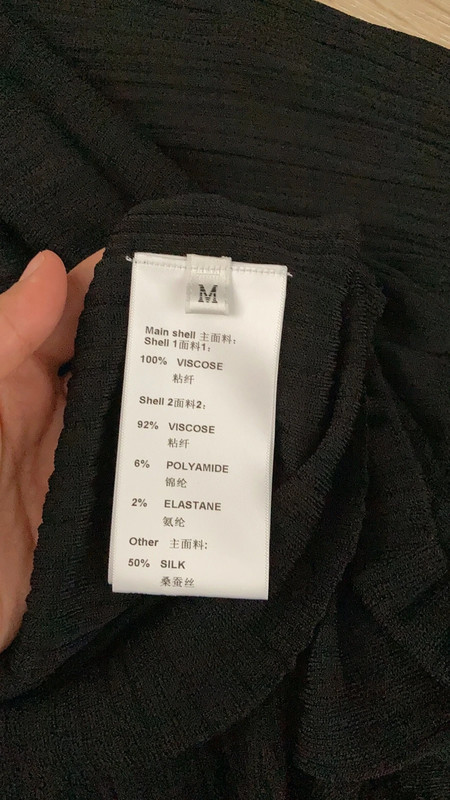 M
Main shell 主面料:
Shell 1面料1:
100% VISCOSE
粘纤
Shell 2面料2:
92% VISCOSE
粘纤
6% POLYAMIDE
锦纶
2% ELASTANE
氨纶
Other 主面料:
50% SILK
桑蚕丝